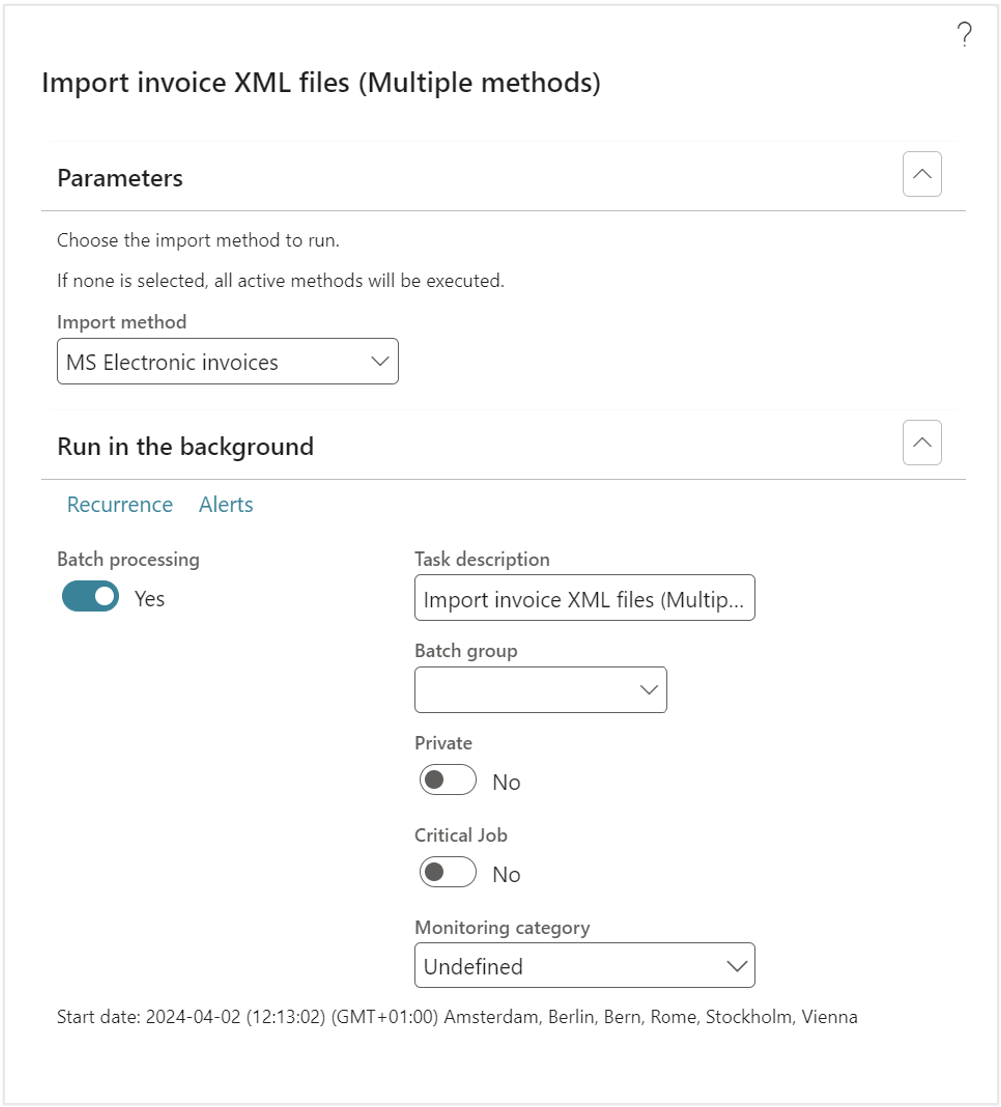 ?
Import invoice XML files (Multiple methods)
Parameters
Choose the import method to run.
If none is selected, all active methods will be executed.
Import method
MS Electronic invoices
Run in the background
Recurrence Alerts
Batch processing
Yes
Task description
Import invoice XML files (Multip...
Batch group
Private
No
Critical Job
No
Monitoring category
Undefined
Start date: 2024-04-02 (12:13:02) (GMT+01:00) Amsterdam, Berlin, Bern, Rome, Stockholm, Vienna